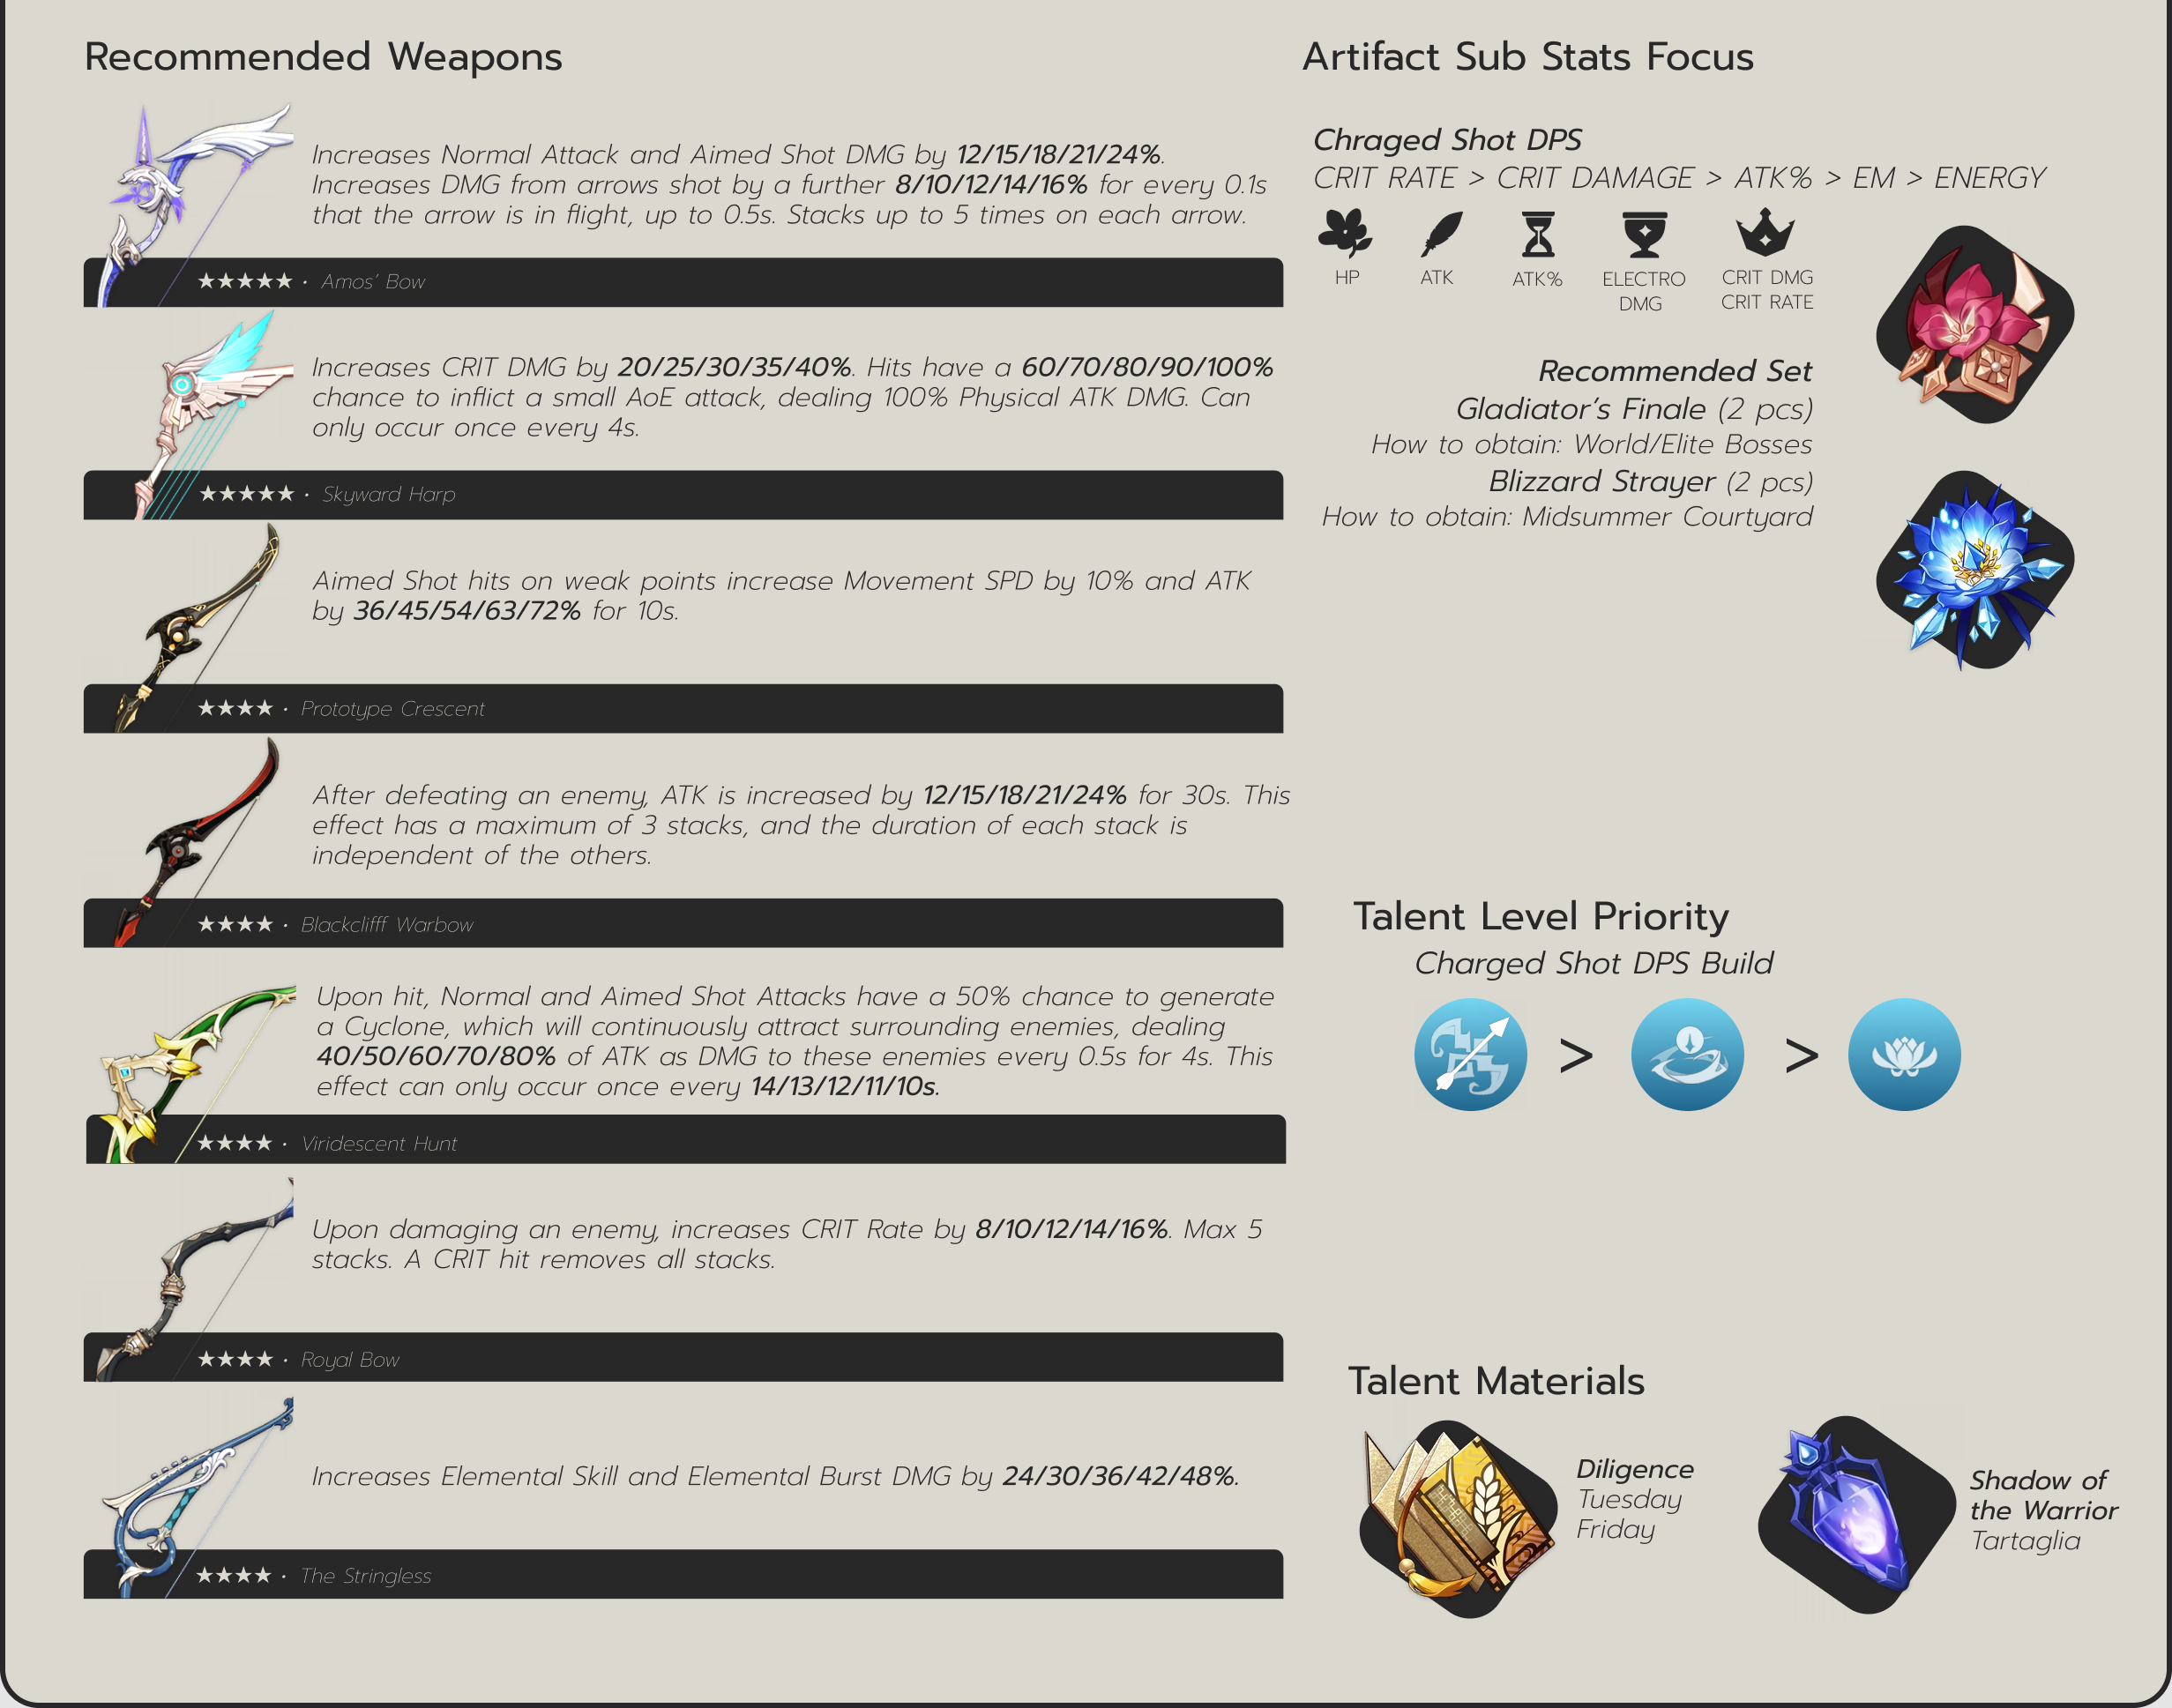 Recommended Weapons
Increases Normal Attack and Aimed Shot DMG by 12/15/18/21/24%.
Increases DMG from arrows shot by a further 8/10/12/14/16% for every 0.1s
that the arrow is in flight, up to 0.5s. Stacks up to 5 times on each arrow.
★★★★★ · Amos' Bow
Increases CRIT DMG by 20/25/30/35/40%. Hits have a 60/70/80/90/100%
chance to inflict a small AoE attack, dealing 100% Physical ATK DMG. Can
only occur once every 4s.
★★★★★ · Skyward Harp
Aimed Shot hits on weak points increase Movement SPD by 10% and ATK
by 36/45/54/63/72% for 10s.
★★★★ · Prototype Crescent
After defeating an enemy, ATK is increased by 12/15/18/21/24% for 30s. This
effect has a maximum of 3 stacks, and the duration of each stack is
independent of the others.
★★★★ · Blackclifff Warbow
Upon hit, Normal and Aimed Shot Attacks have a 50% chance to generate
a Cyclone, which will continuously attract surrounding enemies, dealing
40/50/60/70/80% of ATK as DMG to these enemies every 0.5s for 4s. This
effect can only occur once every 14/13/12/11/10s.
★★★★ · Viridescent Hunt
Upon damaging an enemy, increases CRIT Rate by 8/10/12/14/16%. Max 5
stacks. A CRIT hit removes all stacks.
★★★★ · Royal Bow
Increases Elemental Skill and Elemental Burst DMG by 24/30/36/42/48%.
★★★★ · The Stringless
Artifact Sub Stats Focus
Chraged Shot DPS
CRIT RATE > CRIT DAMAGE > ATK% > EM > ENERGY
HP
ATK
ATK%
ELECTRO
DMG
CRIT DMG
CRIT RATE
Recommended Set
Gladiator's Finale (2 pcs)
How to obtain: World/Elite Bosses
Blizzard Strayer (2 pcs)
How to obtain: Midsummer Courtyard
Talent Level Priority
Charged Shot DPS Build
> >
Talent Materials
Diligence
Tuesday
Friday
Shadow of
the Warrior
Tartaglia